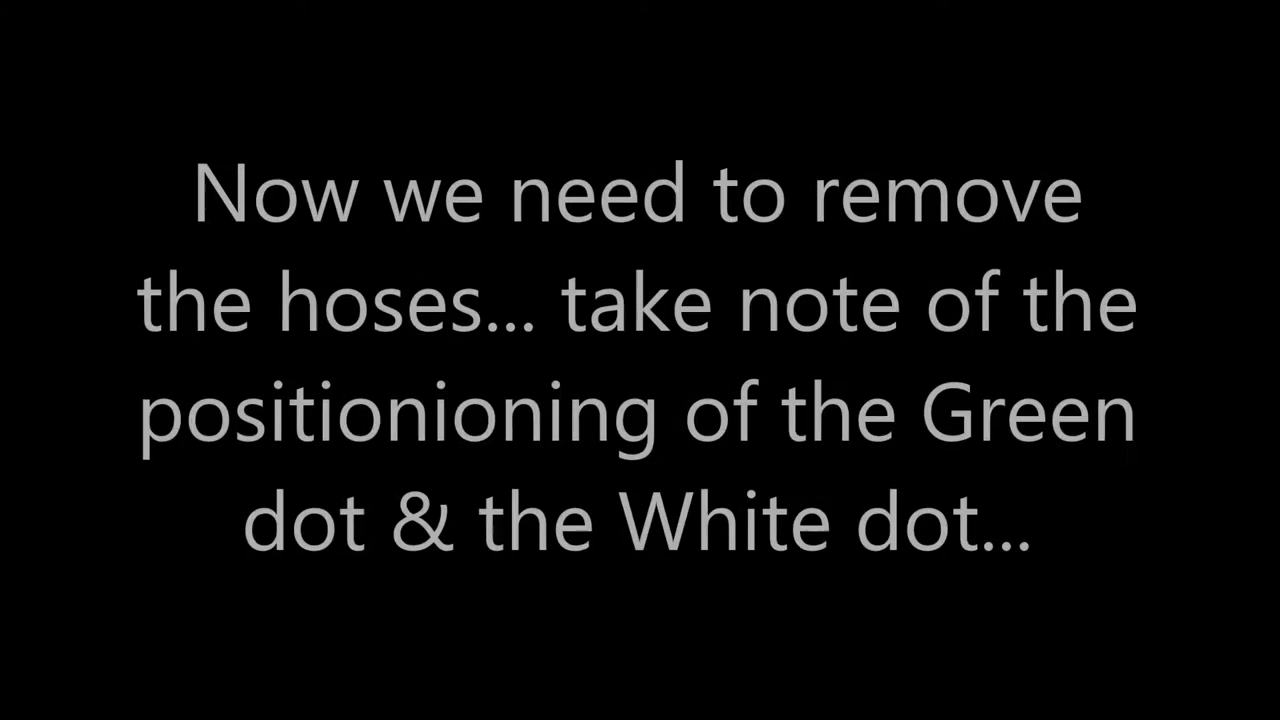 Now we need to remove
the hoses... take note of the
positionioning of the Green
dot & the White dot...